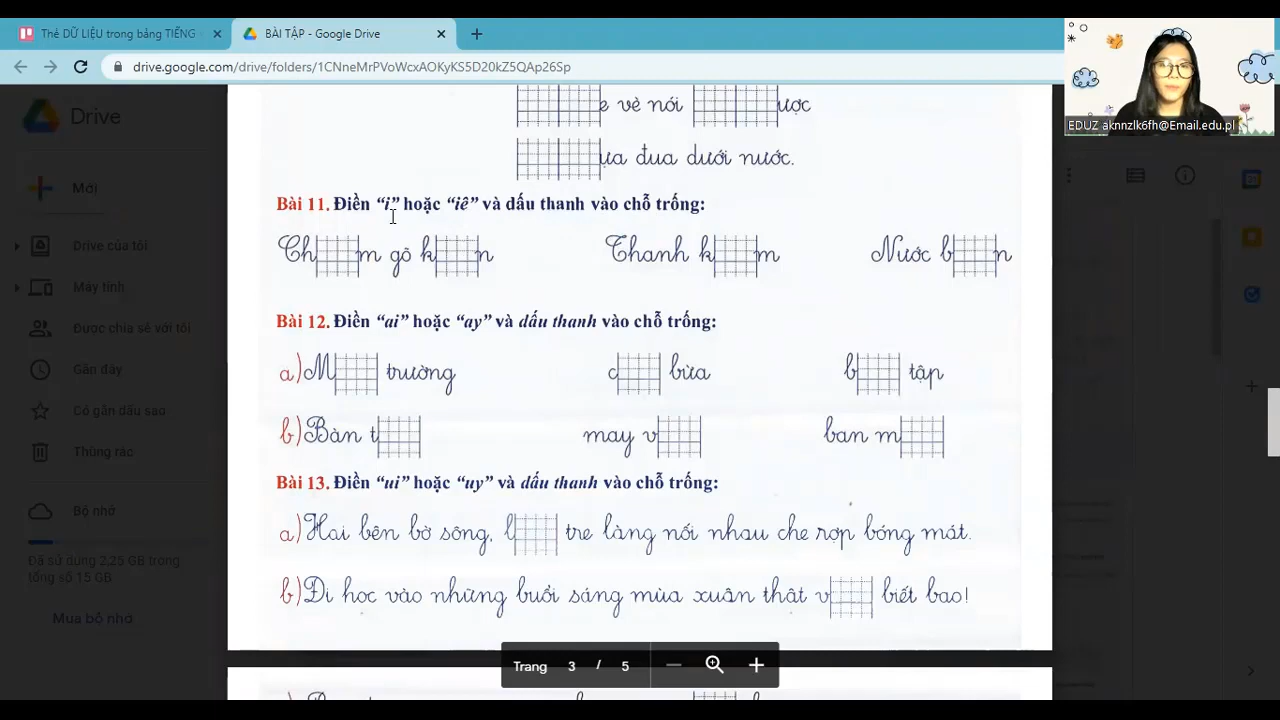 Thẻ DỮ LIỆU trong bảng TIẾNG
BÀI TẬP - Google Drive
drive.google.com/drive/folders/1CNneMrPVoWcxAOKyKSSD20kZ5QAp26Sp
EDUZ aknnzlk6fh@Email.edu.pl
Drive
Mới
Drive của tôi
Máy tính
Được chia sẻ với tôi
Gần đây
Có gắn dấu sao
Thùng rác
Bộ nhớ
Đã sử dụng 2,25 GB trong
tổng số 15 GB
Mua bộ nhớ
e vè nói ược
ựa đua dưới nước.
Bài 11. Điền “i” hoặc “iê” và dấu thanh vào chỗ trống:
Ch m gõ k n Thanh k m Nước b n
Bài 12. Điền “ai” hoặc “ay” và dấu thanh vào chỗ trống:
a) M trường c bừa b tập
b) Bàn t may v ban m
Bài 13. Điền “ui” hoặc “uy” và dấu thanh vào chỗ trống:
a) Hai bên bờ sông, l tre làng nối nhau che rợp bóng mát.
b) Đi học vào những buổi sáng mùa xuân thật v biết bao!
Trang 3 / 5